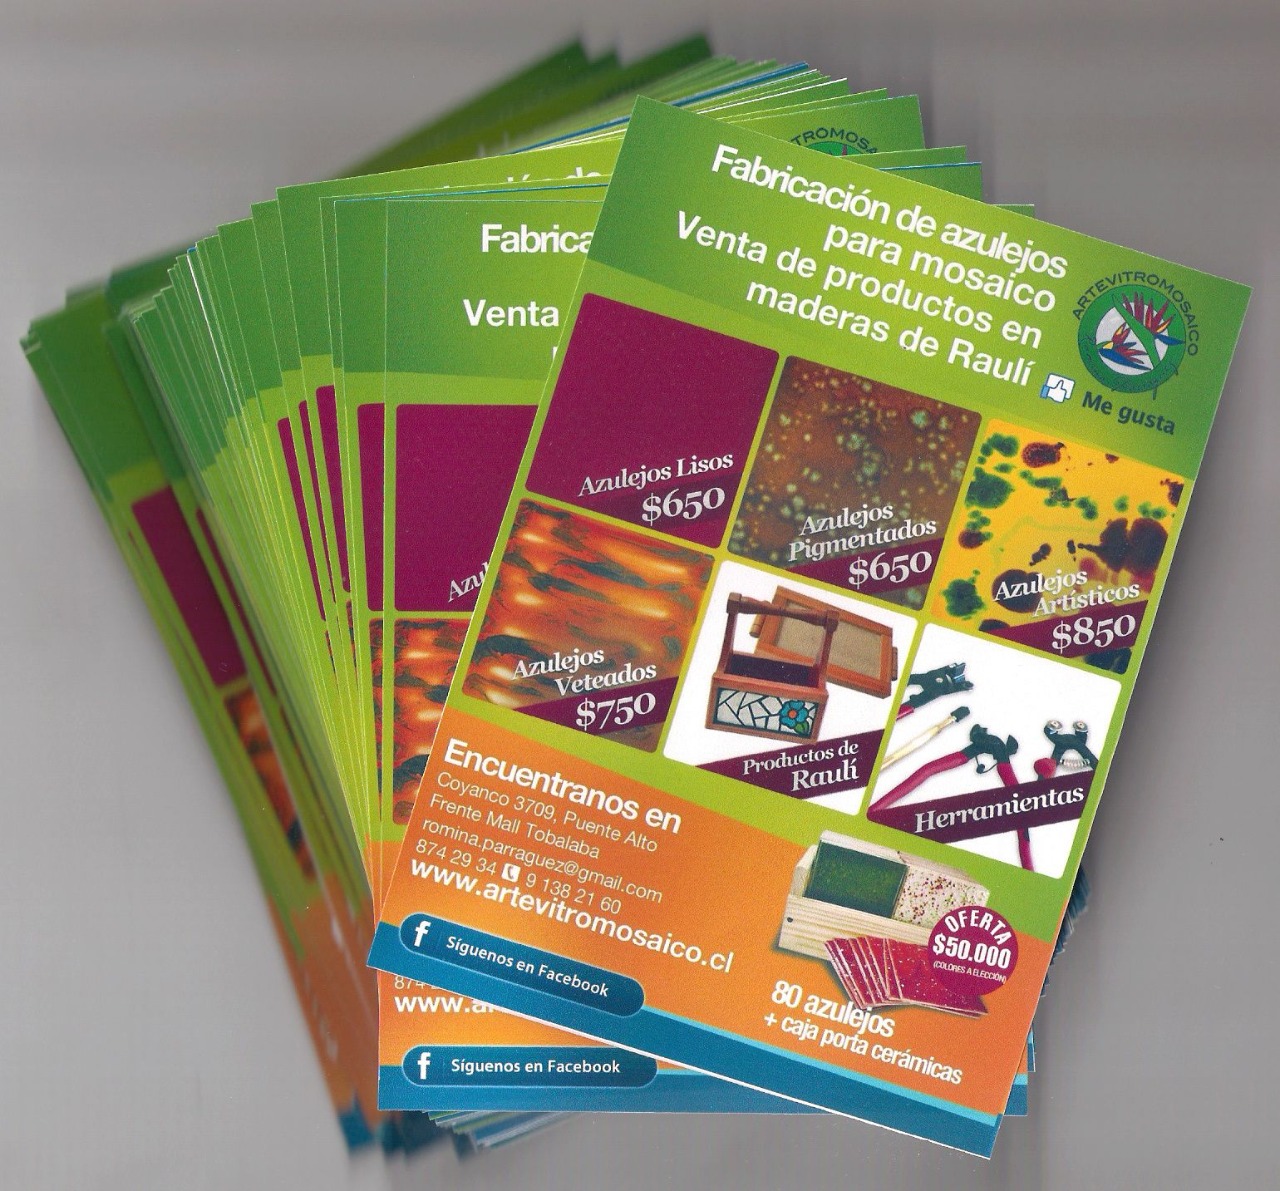 Fabricación de azulejos
para mosaico
Venta de productos en
maderas de Raulí
ARTEVITROMOSAICO
Me gusta
Azulejos Lisos
$650
Azulejos
Pigmentados
$650
Azulejos
Artísticos
$850
Azulejos
Veteados
$750
Productos de
Raulí
Herramientas
Encuentranos en
Coyanco 3709, Puente Alto
Frente Mall Tobalaba
romina.parraguez@gmail.com
874 29 34 9 138 21 60
www.artevitromosaico.cl
f Síguenos en Facebook
OFERTA
$50.000
(COLORES A ELECCIÓN)
80 azulejos
+ caja porta cerámicas
TROMOSA
Fabrica
Venta
Azul
874
www.a
f Síguenos en Facebook